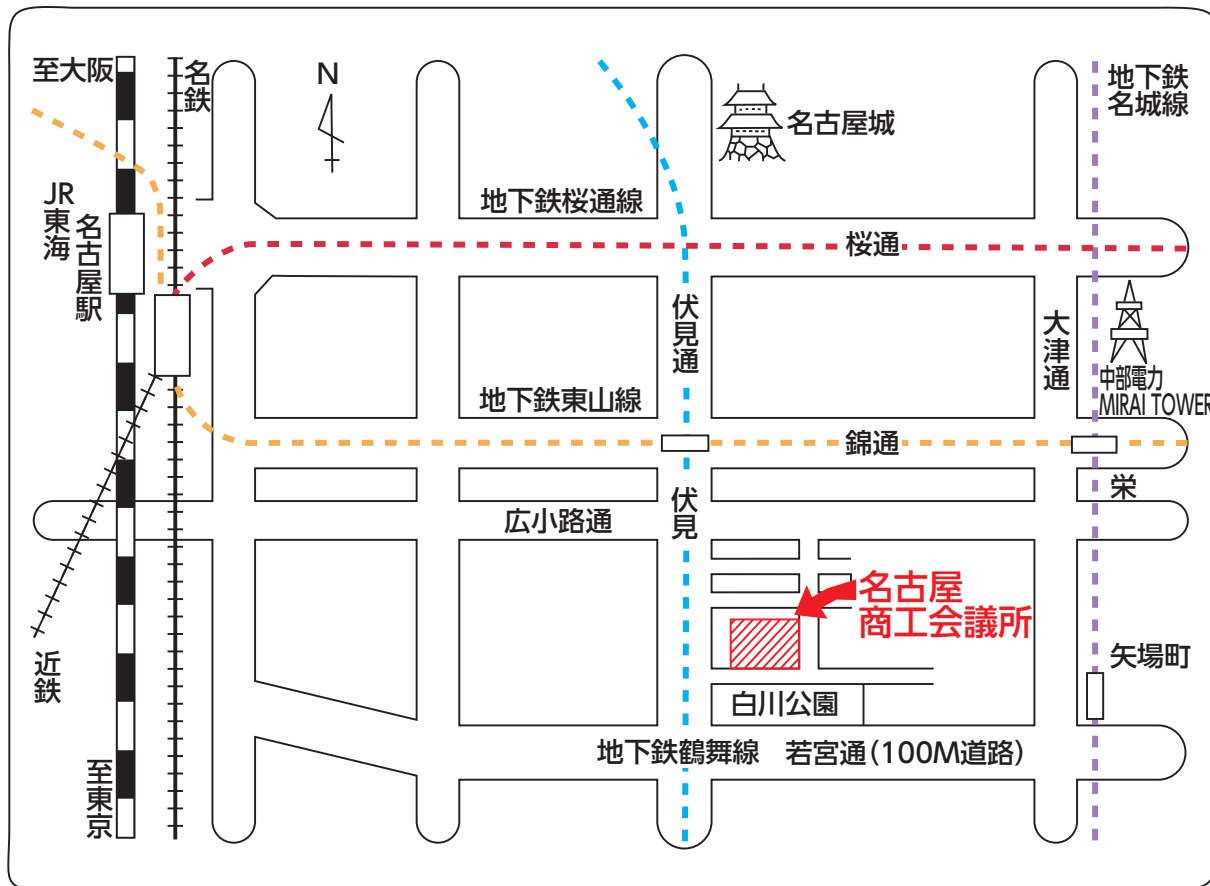 至大阪
名鉄
N
名古屋城
地下鉄
名城線
地下鉄桜通線
JR東海
名古屋駅
桜通
伏見通
大津通
中部電力
MIRAI TOWER
地下鉄東山線
錦通
栄
伏見
広小路通
名古屋
商工会議所
矢場町
近鉄
白川公園
地下鉄鶴舞線
若宮通(100M道路)
至東京